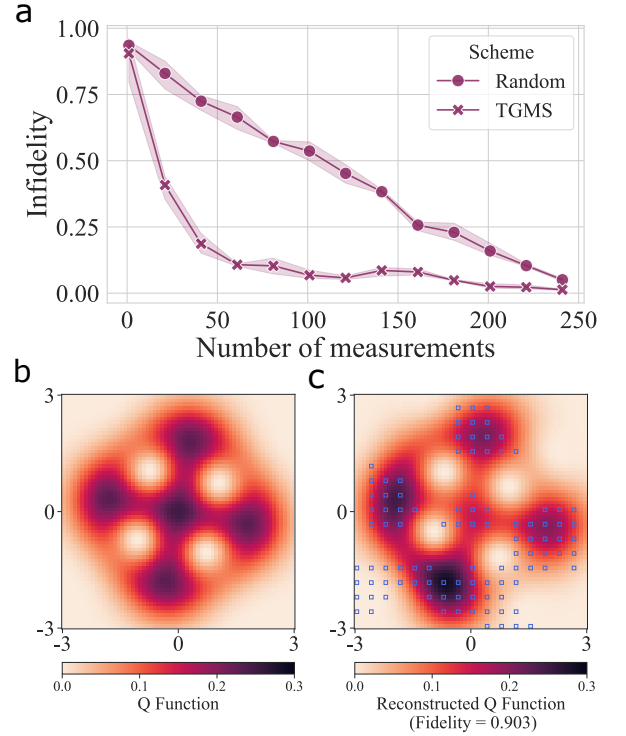 a
1.00
0.75
0.50
0.25
0.00
Infidelity
Scheme
Random
TGMS
0 50 100 150 200 250
Number of measurements
b
3
0
-3
-3 0 3
0.0 0.1 0.2 0.3
Q Function
c
3
0
-3
-3 0 3
0.0 0.1 0.2 0.3
Reconstructed Q Function
(Fidelity = 0.903)